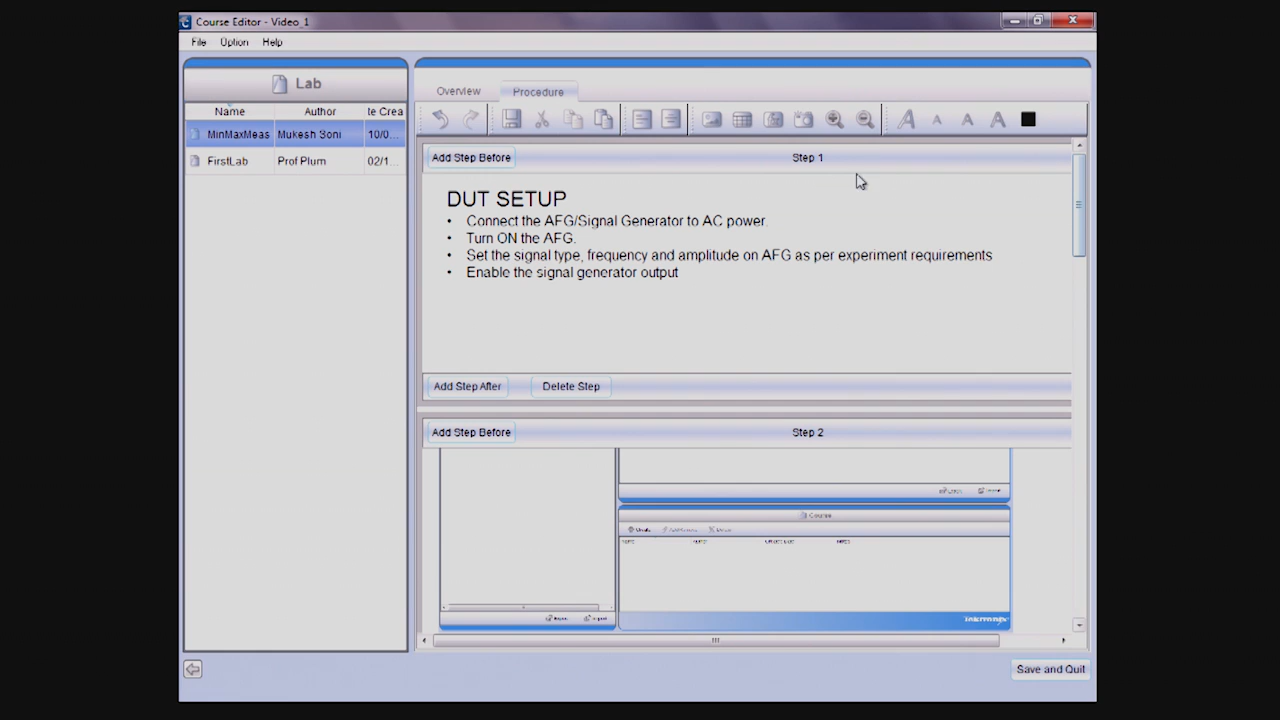 Course Editor - Video_1
File Option Help
Lab
Name Author le Crea
MinMaxMeas Mukesh Soni 10/0...
FirstLab Prof Plum 02/1...
Overview Procedure
Add Step Before Step 1
DUT SETUP
• Connect the AFG/Signal Generator to AC power.
• Turn ON the AFG.
• Set the signal type, frequency and amplitude on AFG as per experiment requirements
• Enable the signal generator output
Add Step After Delete Step
Add Step Before Step 2
Course
Tektronix
Save and Quit